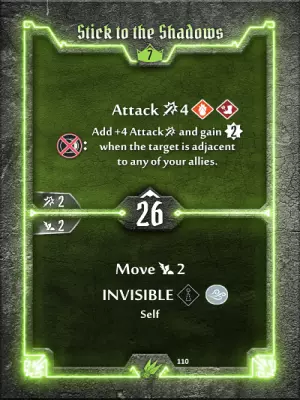 Stick to the Shadows
7
Attack 4
Add +4 Attack and gain 2
: when the target is adjacent
to any of your allies.
2
26
2
Move 2
INVISIBLE
Self
110